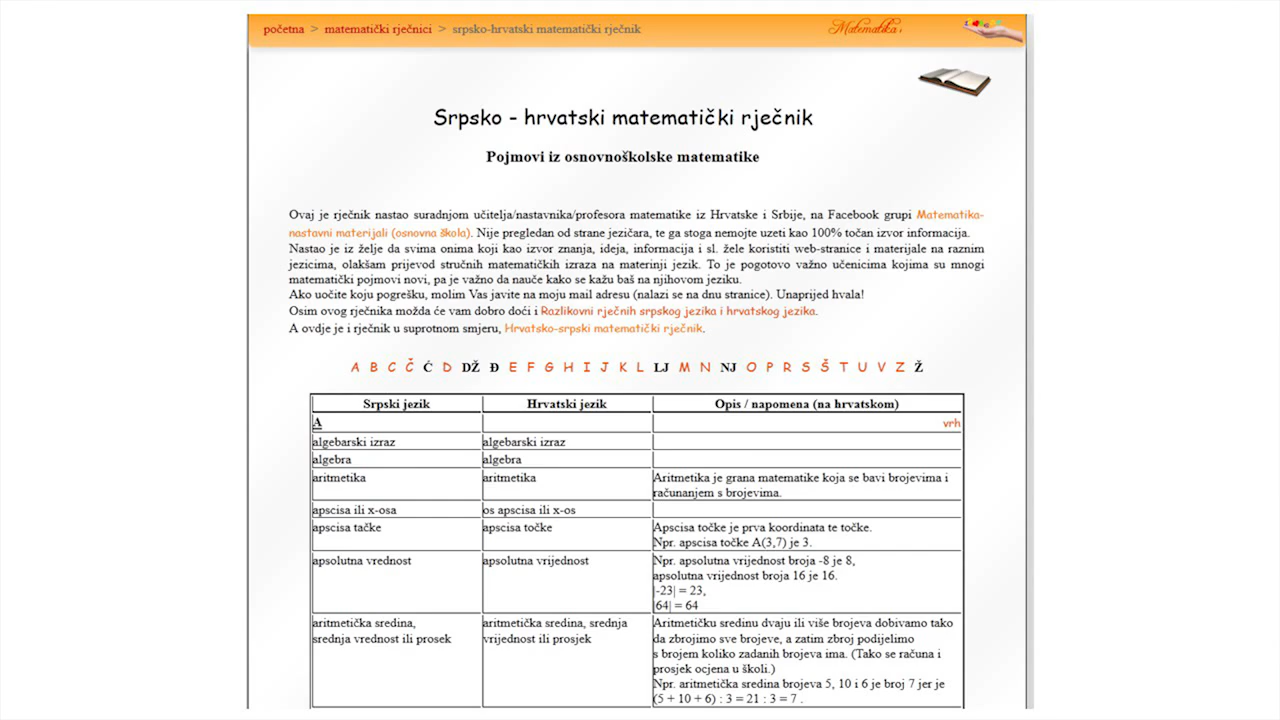 početna > matematički rječnici > srpsko-hrvatski matematički rječnik
Matematika
Srpsko - hrvatski matematički rječnik
Pojmovi iz osnovnoškolske matematike
Ovaj je rječnik nastao suradnjom učitelja/nastavnika/profesora matematike iz Hrvatske i Srbije, na Facebook grupi Matematika-
nastavni materijali (osnovna škola). Nije pregledan od strane jezičara, te ga stoga nemojte uzeti kao 100% točan izvor informacija.
Nastao je iz želje da svima onima koji kao izvor znanja, ideja, informacija i sl. žele koristiti web-stranice i materijale na raznim
jezicima, olakšam prijevod stručnih matematičkih izraza na materinji jezik. To je pogotovo važno učenicima kojima su mnogi
matematički pojmovi novi, pa je važno da nauče kako se kažu baš na njihovom jeziku.
Ako uočite koju pogrešku, molim Vas javite na moju mail adresu (nalazi se na dnu stranice). Unaprijed hvala!
Osim ovog rječnika možda će vam dobro doći i Razlikovni rječnih srpskog jezika i hrvatskog jezika.
A ovdje je i rječnik u suprotnom smjeru, Hrvatsko-srpski matematički rječnik.
A B C Č Ć D DŽ Đ E F G H I J K L LJ M N NJ O P R S Š T U V Z Ž
Srpski jezik Hrvatski jezik Opis / napomena (na hrvatskom)
A vrh
algebarski izraz algebarski izraz
algebra algebra
aritmetika aritmetika Aritmetika je grana matematike koja se bavi brojevima i
računanjem s brojevima.
apscisa ili x-osa os apscisa ili x-os
apscisa tačke apscisa točke Apscisa točke je prva koordinata te točke.
Npr. apscisa točke A(3,7) je 3.
apsolutna vrednost apsolutna vrijednost Npr. apsolutna vrijednost broja -8 je 8,
apsolutna vrijednost broja 16 je 16.
|-23| = 23,
|64| = 64
aritmetička sredina, aritmetička sredina, srednja Aritmetičku sredinu dvaju ili više brojeva dobivamo tako
srednja vrednost ili prosek vrijednost ili prosjek da zbrojimo sve brojeve, a zatim zbroj podijelimo
s brojem koliko zadanih brojeva ima. (Tako se računa i
prosjek ocjena u školi.)
Npr. aritmetička sredina brojeva 5, 10 i 6 je broj 7 jer je
(5 + 10 + 6) : 3 = 21 : 3 = 7 .